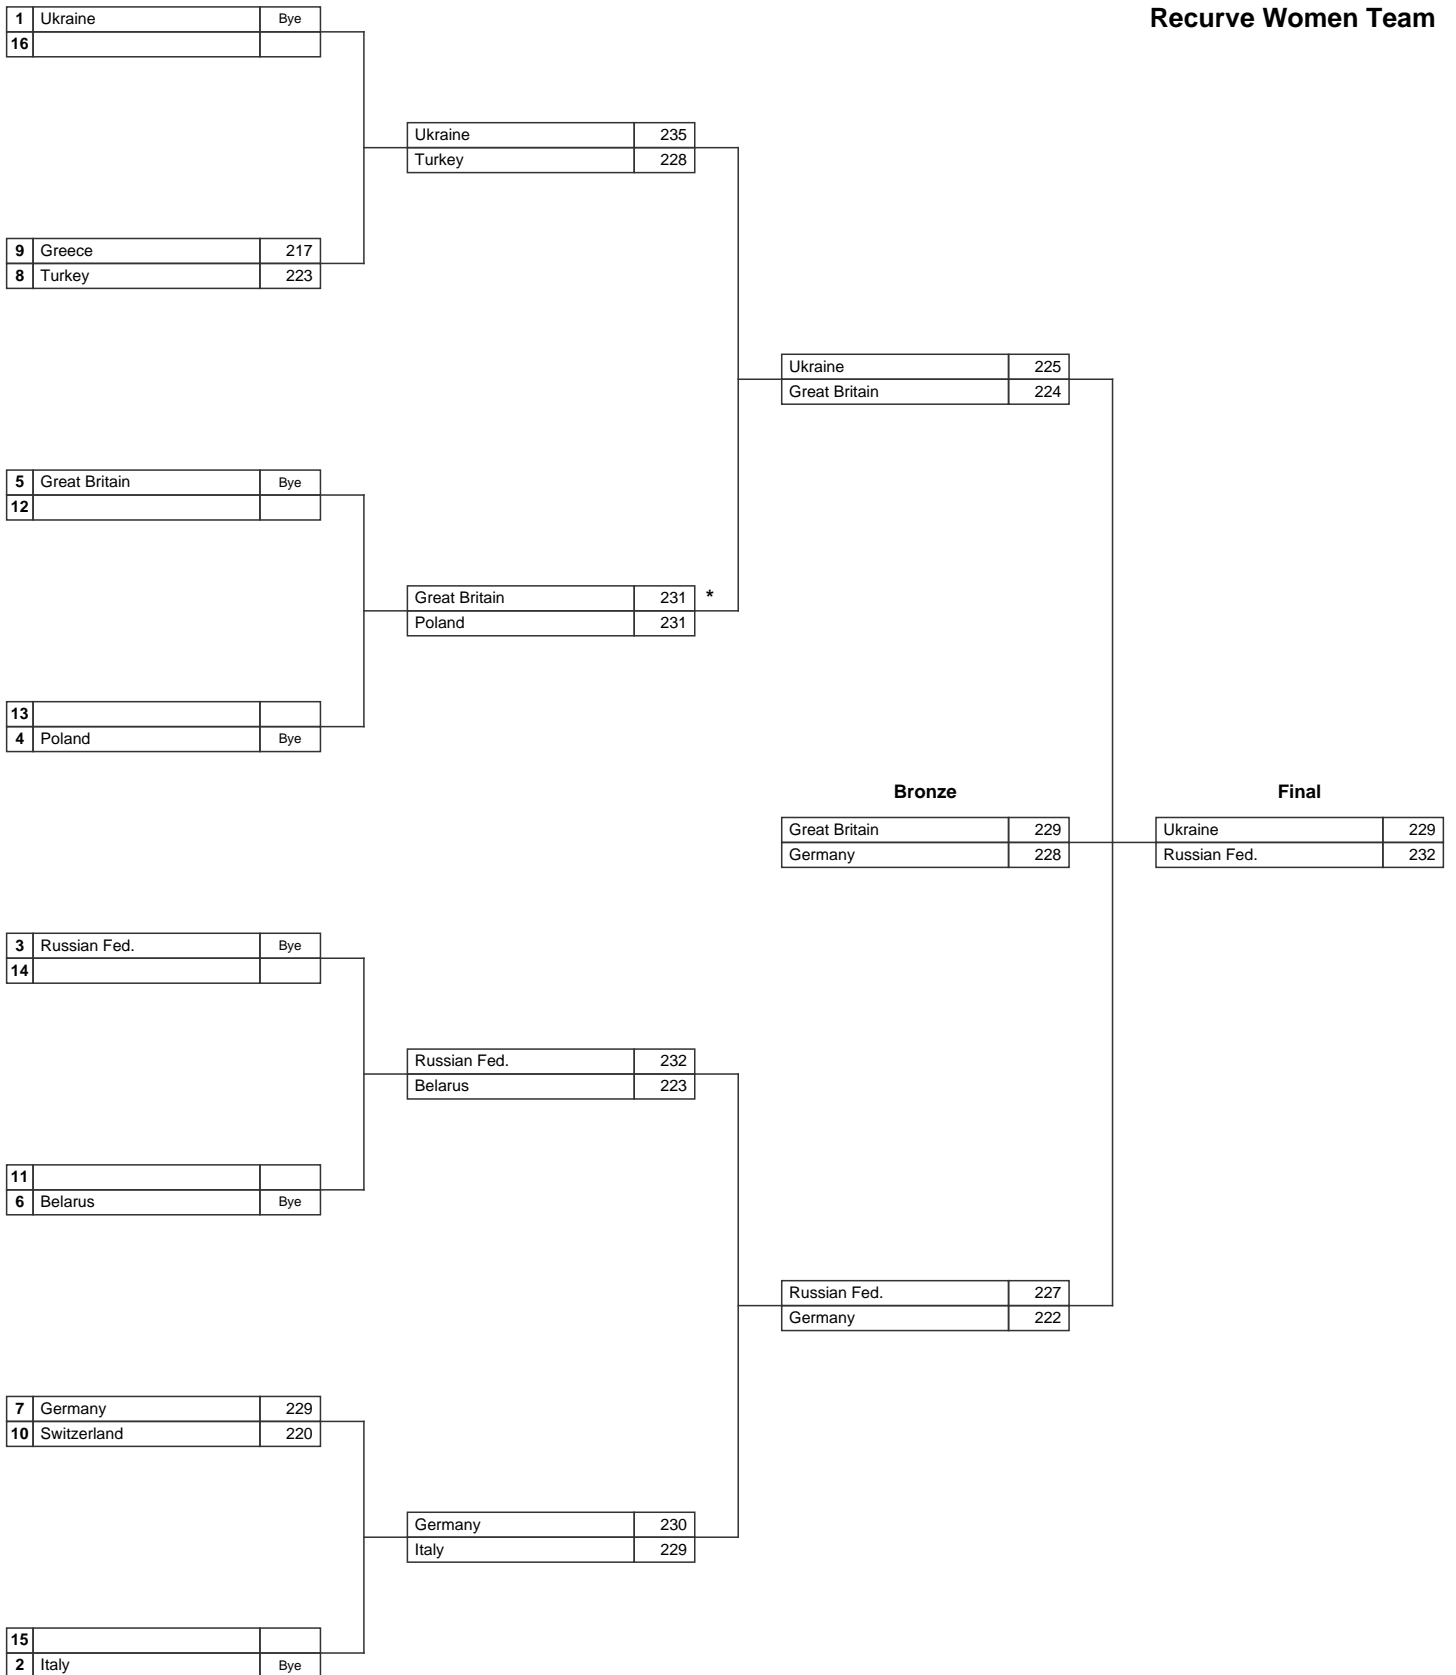 Recurve Women Team
1 Ukraine Bye
16
Ukraine 235
Turkey 228
9 Greece 217
8 Turkey 223
Ukraine 225
Great Britain 224
5 Great Britain Bye
12
Great Britain 231 *
Poland 231
13
4 Poland Bye
Bronze Final
Great Britain 229 Ukraine 229
Germany 228 Russian Fed. 232
3 Russian Fed. Bye
14
Russian Fed. 232
Belarus 223
11
6 Belarus Bye
Russian Fed. 227
Germany 222
7 Germany 229
10 Switzerland 220
Germany 230
Italy 229
15
2 Italy Bye